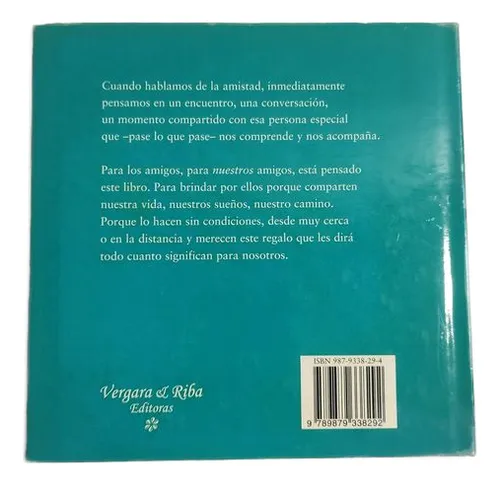 Cuando hablamos de la amistad, inmediatamente
pensamos en un encuentro, una conversación,
un momento compartido con esa persona especial
que –pase lo que pase– nos comprende y nos acompaña.
Para los amigos, para nuestros amigos, está pensado
este libro. Para brindar por ellos porque comparten
nuestra vida, nuestros sueños, nuestro camino.
Porque lo hacen sin condiciones, desde muy cerca
o en la distancia y merecen este regalo que les dirá
todo cuanto significan para nosotros.
ISBN 987-9338-29-4
9 789879 338292
Vergara & Riba
Editoras